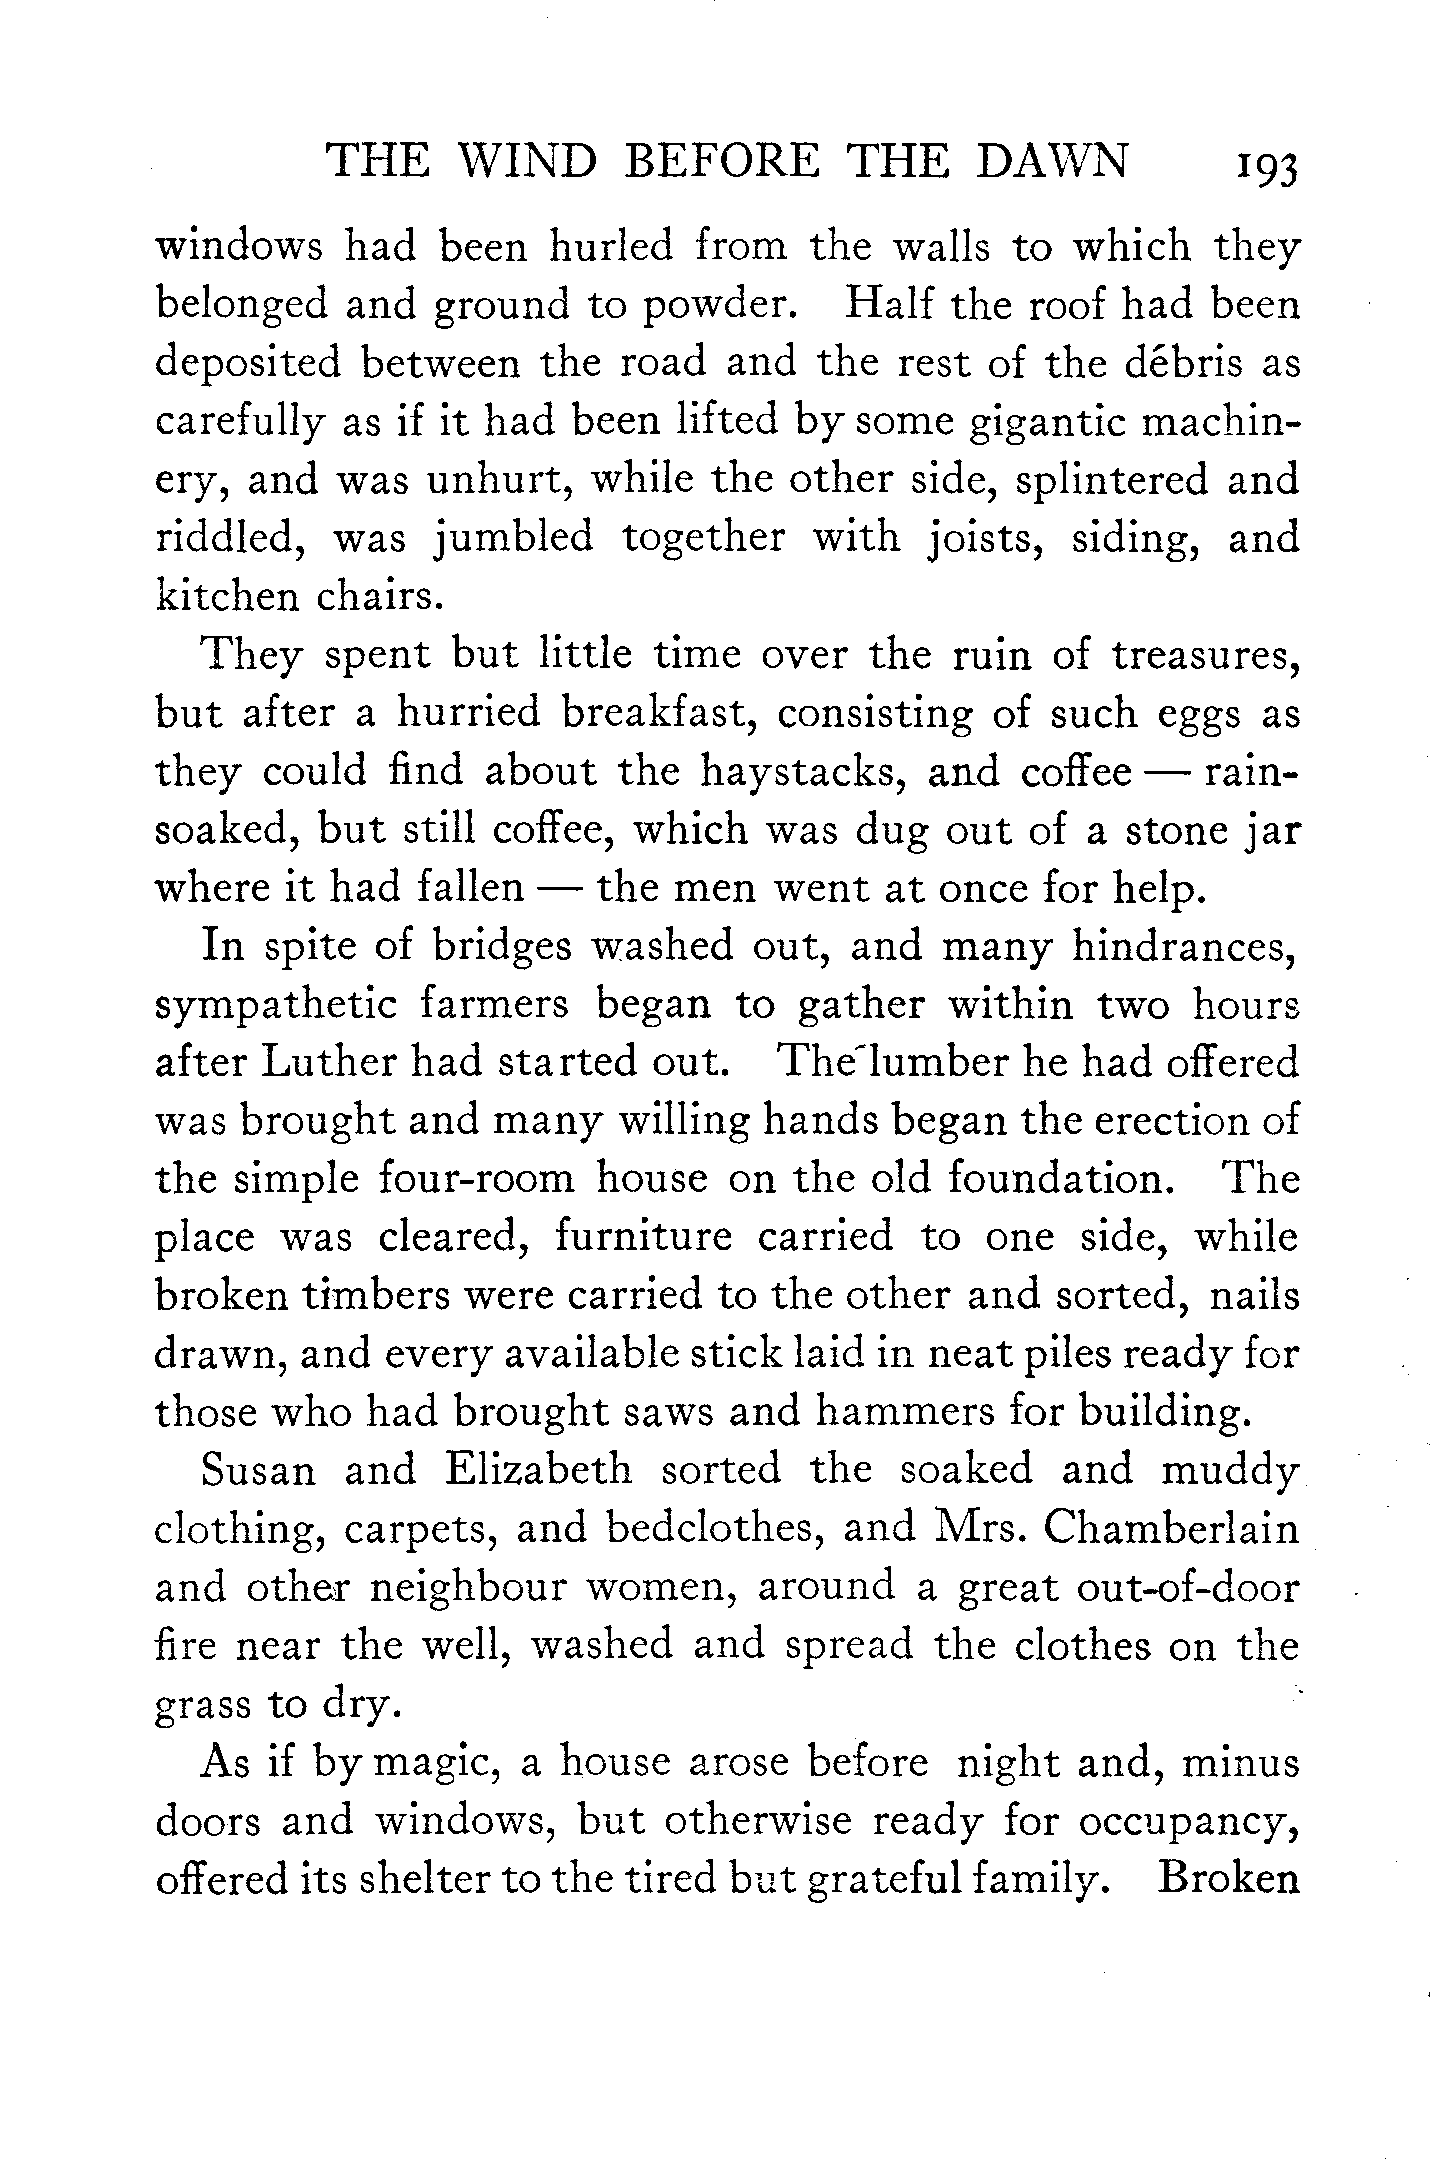 THE WIND BEFORE THE DAWN 193
windows had been hurled from the walls to which they
belonged and ground to powder. Half the roof had been
deposited between the road and the rest of the débris as
carefully as if it had been lifted by some gigantic machin-
ery, and was unhurt, while the other side, splintered and
riddled, was jumbled together with joists, siding, and
kitchen chairs.
They spent but little time over the ruin of treasures,
but after a hurried breakfast, consisting of such eggs as
they could find about the haystacks, and coffee — rain-
soaked, but still coffee, which was dug out of a stone jar
where it had fallen — the men went at once for help.
In spite of bridges washed out, and many hindrances,
sympathetic farmers began to gather within two hours
after Luther had started out. The lumber he had offered
was brought and many willing hands began the erection of
the simple four-room house on the old foundation. The
place was cleared, furniture carried to one side, while
broken timbers were carried to the other and sorted, nails
drawn, and every available stick laid in neat piles ready for
those who had brought saws and hammers for building.
Susan and Elizabeth sorted the soaked and muddy
clothing, carpets, and bedclothes, and Mrs. Chamberlain
and other neighbour women, around a great out-of-door
fire near the well, washed and spread the clothes on the
grass to dry.
As if by magic, a house arose before night and, minus
doors and windows, but otherwise ready for occupancy,
offered its shelter to the tired but grateful family. Broken